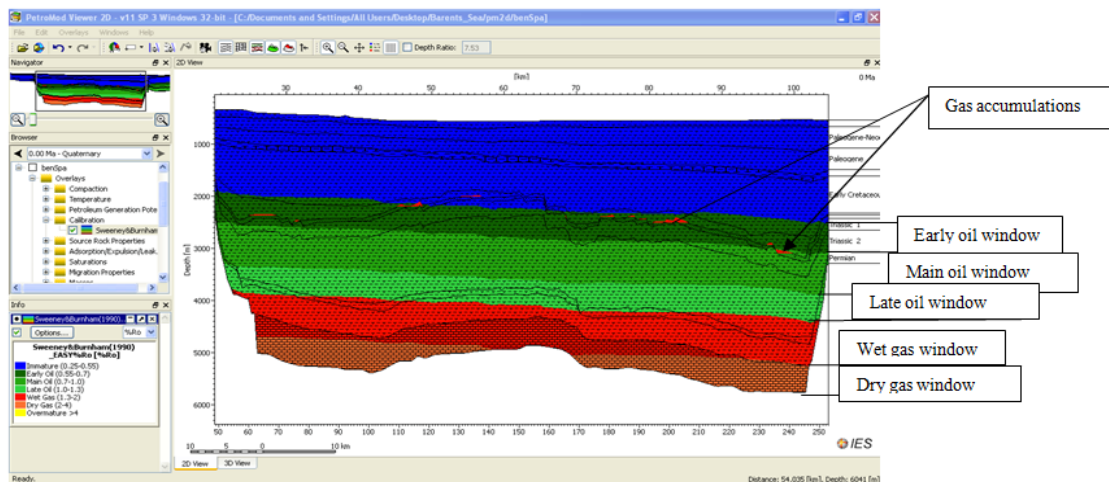 PetroMod Viewer 2D - v11 SP 3 Windows 32-bit - [C:/Documents and Settings/All Users/Desktop/Barents_Sea/pm2d/benSpa]
File Edit Overlays Windows Help
Depth Ratio: 7.53
Navigator
2D View
[km]
0 Ma
30 40 50 60 70 80 90 100
Browser
0.00 Ma - Quaternary
benSpa
Overlays
Compaction
Temperature
Petroleum Generation Pote
Calibration
Sweeney&Burnham
Source Rock Properties
Adsorption/Expulsion/Leak.
Saturations
Migration Properties
Info
Sweeney&Burnham(1990)
Options... %Ro
Sweeney&Burnham(1990)
_EASY%Ro [%Ro]
Immature (0.25-0.55)
Early Oil (0.55-0.7)
Main Oil (0.7-1.0)
Late Oil (1.0-1.3)
Wet Gas (1.3-2)
Dry Gas (2-4)
Overmature >4
Depth [m]
1000
2000
3000
4000
5000
6000
50 60 70 80 90 100 110 120 130 140 150 160 170 180 190 200 210 220 230 240 250
10 5 0 10 km
IES
Paleogene-Neoce
Paleogene
Early Cretaceous
Triassic 1
Triassic 2
Permian
Gas accumulations
Early oil window
Main oil window
Late oil window
Wet gas window
Dry gas window
2D View 3D View
Ready.
Distance: 54.035 [km], Depth: 6041 [m]